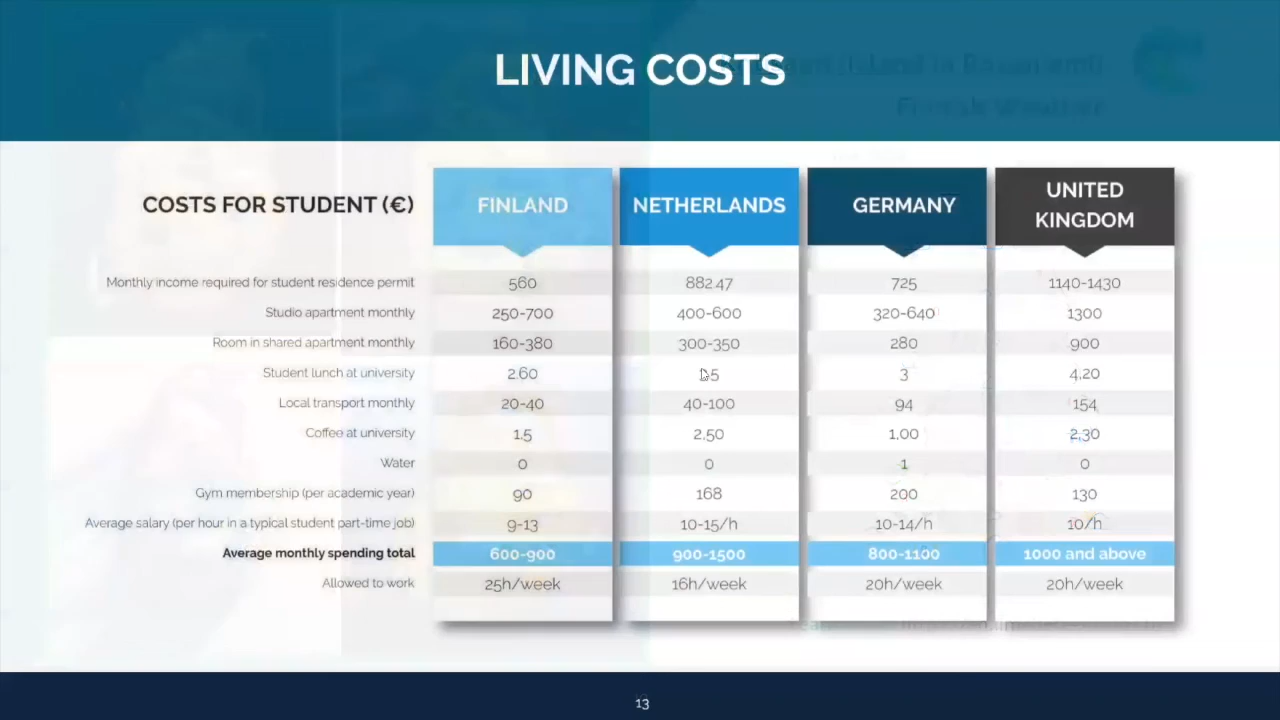 LIVING COSTS
COSTS FOR STUDENT (€) FINLAND NETHERLANDS GERMANY UNITED KINGDOM
Monthly income required for student residence permit 560 882.47 725 1140-1430
Studio apartment monthly 250-700 400-600 320-640 1300
Room in shared apartment monthly 160-380 300-350 280 900
Student lunch at university 2.60 3 4,20
Local transport monthly 20-40 40-100 94 154
Coffee at university 1,5 2,50 1,00 2,30
Water 0 0 1 0
Gym membership (per academic year) 90 168 200 130
Average salary (per hour in a typical student part-time job) 9-13 10-15/h 10-14/h 10/h
Average monthly spending total 600-900 900-1500 800-1100 1000 and above
Allowed to work 25h/week 16h/week 20h/week 20h/week
13